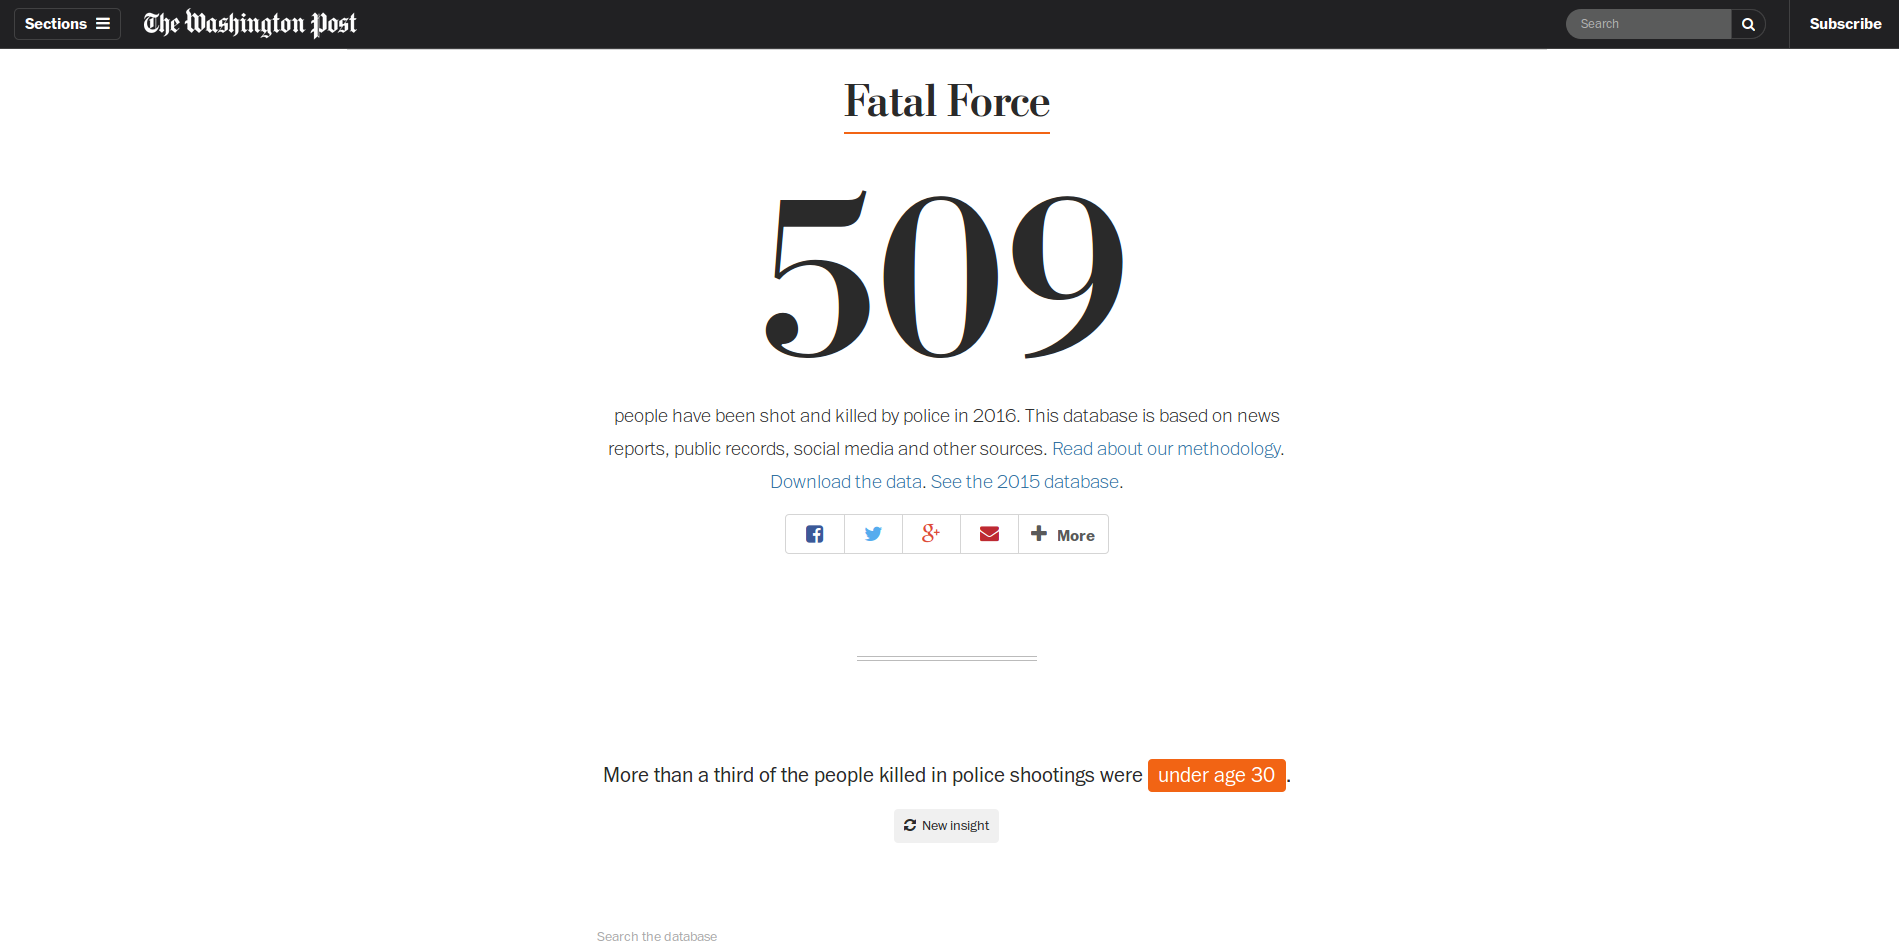 Sections
The Washington Post
Search
Subscribe
Fatal Force
509
people have been shot and killed by police in 2016. This database is based on news
reports, public records, social media and other sources. Read about our methodology.
Download the data. See the 2015 database.
g+ More
More than a third of the people killed in police shootings were under age 30.
New insight
Search the database